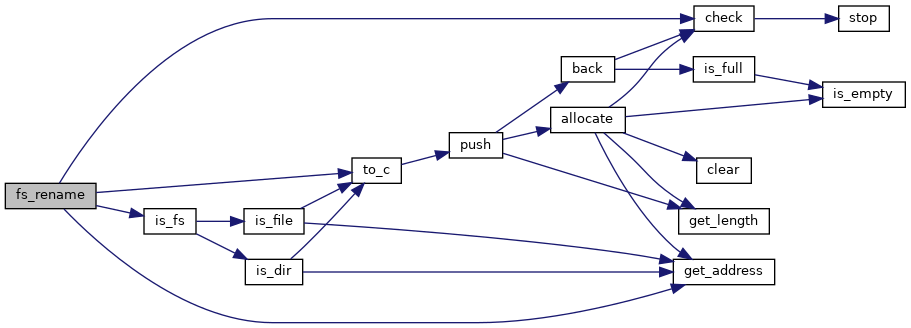 check
stop
back
is_full
is_empty
allocate
push
to_c
clear
fs_rename
is_fs
is_file
get_length
is_dir
get_address